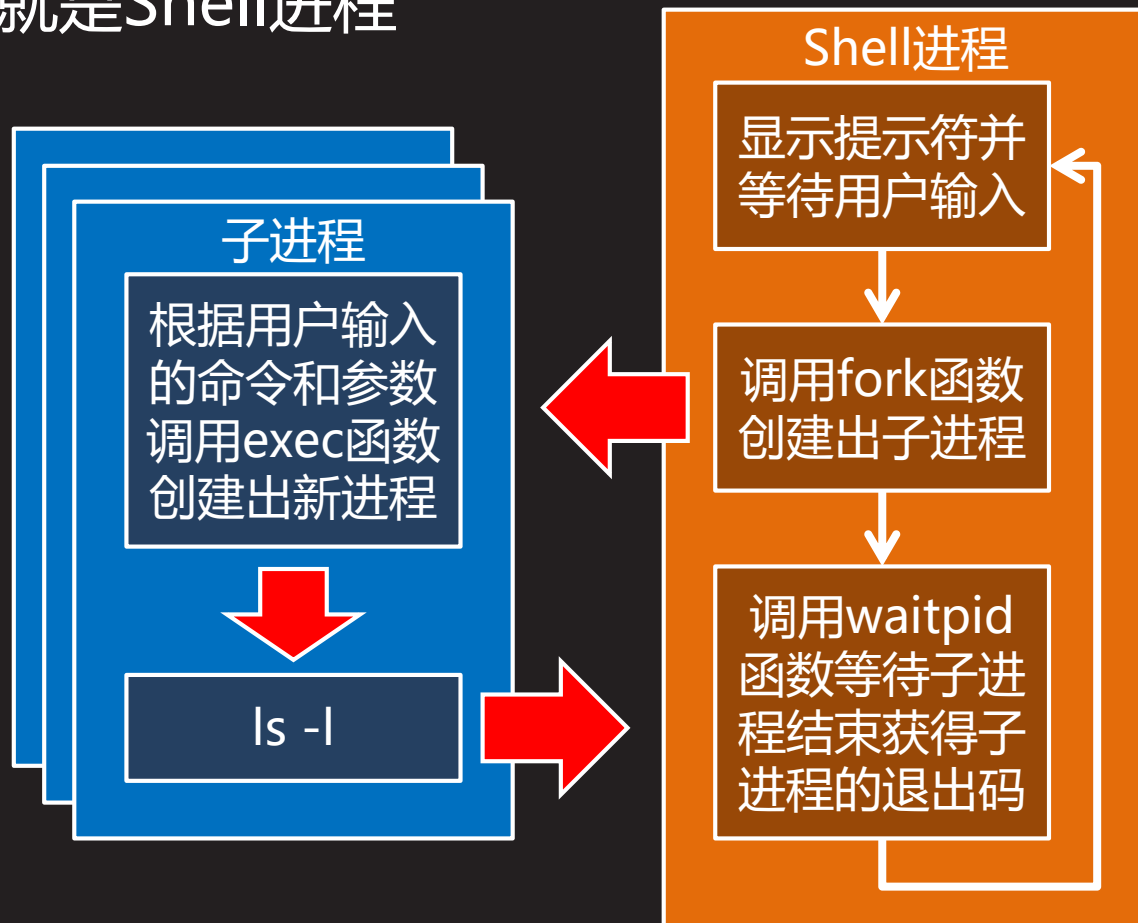 就是Shell进程
Shell进程
显示提示符并
等待用户输入
调用fork函数
创建出子进程
调用waitpid
函数等待子进
程结束获得子
进程的退出码
子进程
根据用户输入
的命令和参数
调用exec函数
创建出新进程
ls -l